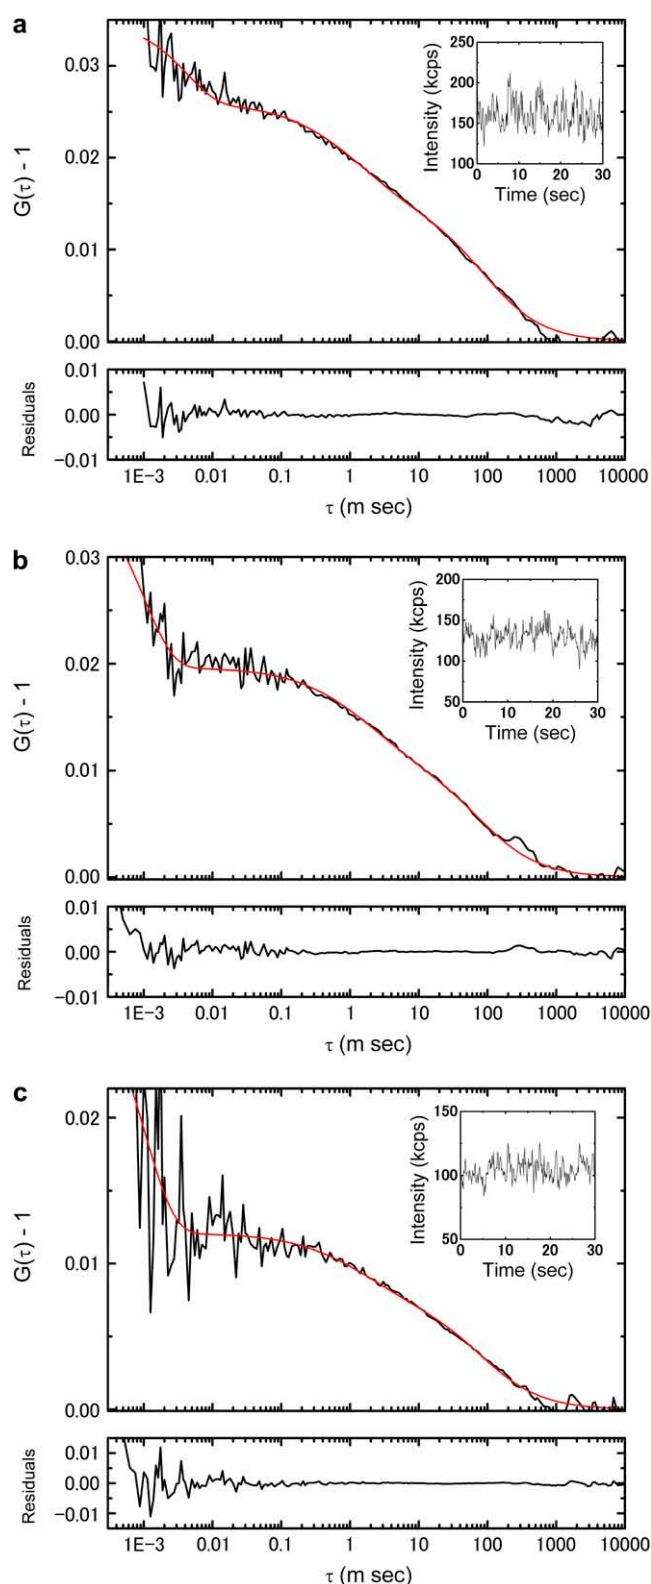 a
0.03
0.02
0.01
0.00
G(τ) - 1
250
200
150
100
Intensity (kcps)
0 10 20 30
Time (sec)
0.01
0.00
−0.01
Residuals
1E−3 0.01 0.1 1 10 100 1000 10000
τ (m sec)
b
0.03
0.02
0.01
0.00
G(τ) - 1
200
150
100
50
Intensity (kcps)
0 10 20 30
Time (sec)
0.01
0.00
−0.01
Residuals
1E−3 0.01 0.1 1 10 100 1000 10000
τ (m sec)
c
0.02
0.01
0.00
G(τ) - 1
150
100
50
Intensity (kcps)
0 10 20 30
Time (sec)
0.01
0.00
−0.01
Residuals
1E−3 0.01 0.1 1 10 100 1000 10000
τ (m sec)